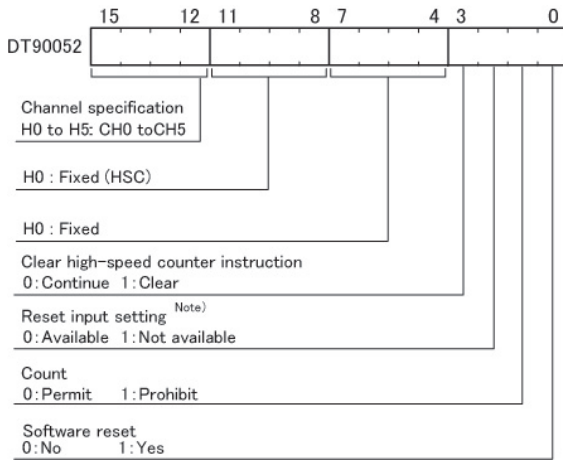 15 12 11 8 7 4 3 0
DT90052
Channel specification
H0 to H5: CH0 toCH5
H0 : Fixed (HSC)
H0 : Fixed
Clear high-speed counter instruction
0:Continue 1:Clear
Reset input setting Note)
0:Available 1:Not available
Count
0:Permit 1:Prohibit
Software reset
0:No 1:Yes